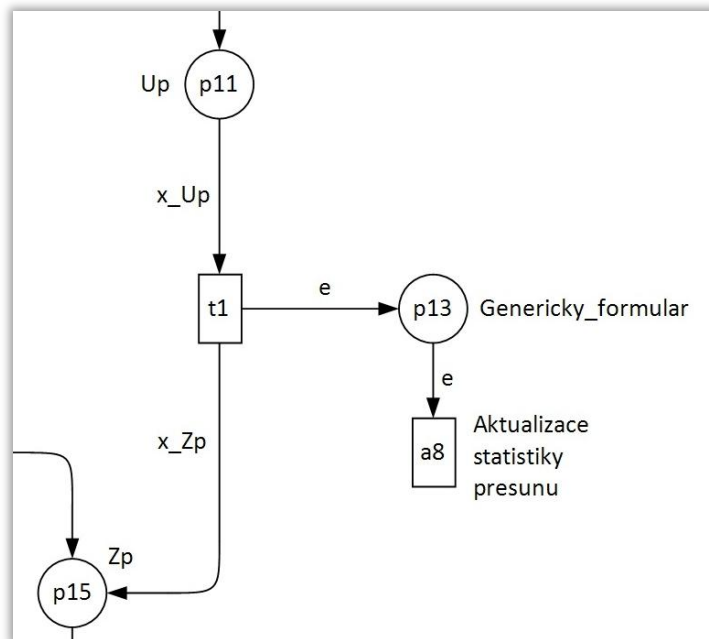 Up
p11
x_Up
t1
e
p13
Genericky_formular
e
a8
Aktualizace
statistiky
presunu
x_Zp
Zp
p15